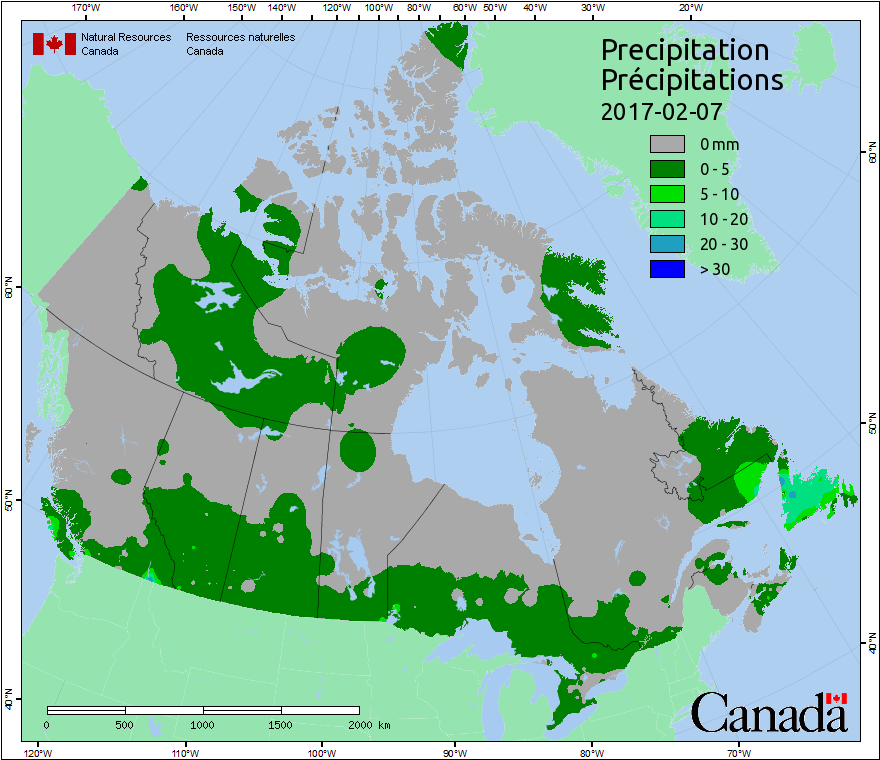 170°W 160°W 150°W 140°W 120°W 100°W 80°W 60°W 50°W 40°W 30°W 20°W
Natural Resources Ressources naturelles
Canada Canada
Precipitation
Précipitations
2017-02-07
0 mm
0 - 5
5 - 10
10 - 20
20 - 30
> 30
60°N 60°N
50°N 50°N
40°N 40°N
0 500 1000 1500 2000 km
Canada
120°W 110°W 100°W 90°W 80°W 70°W